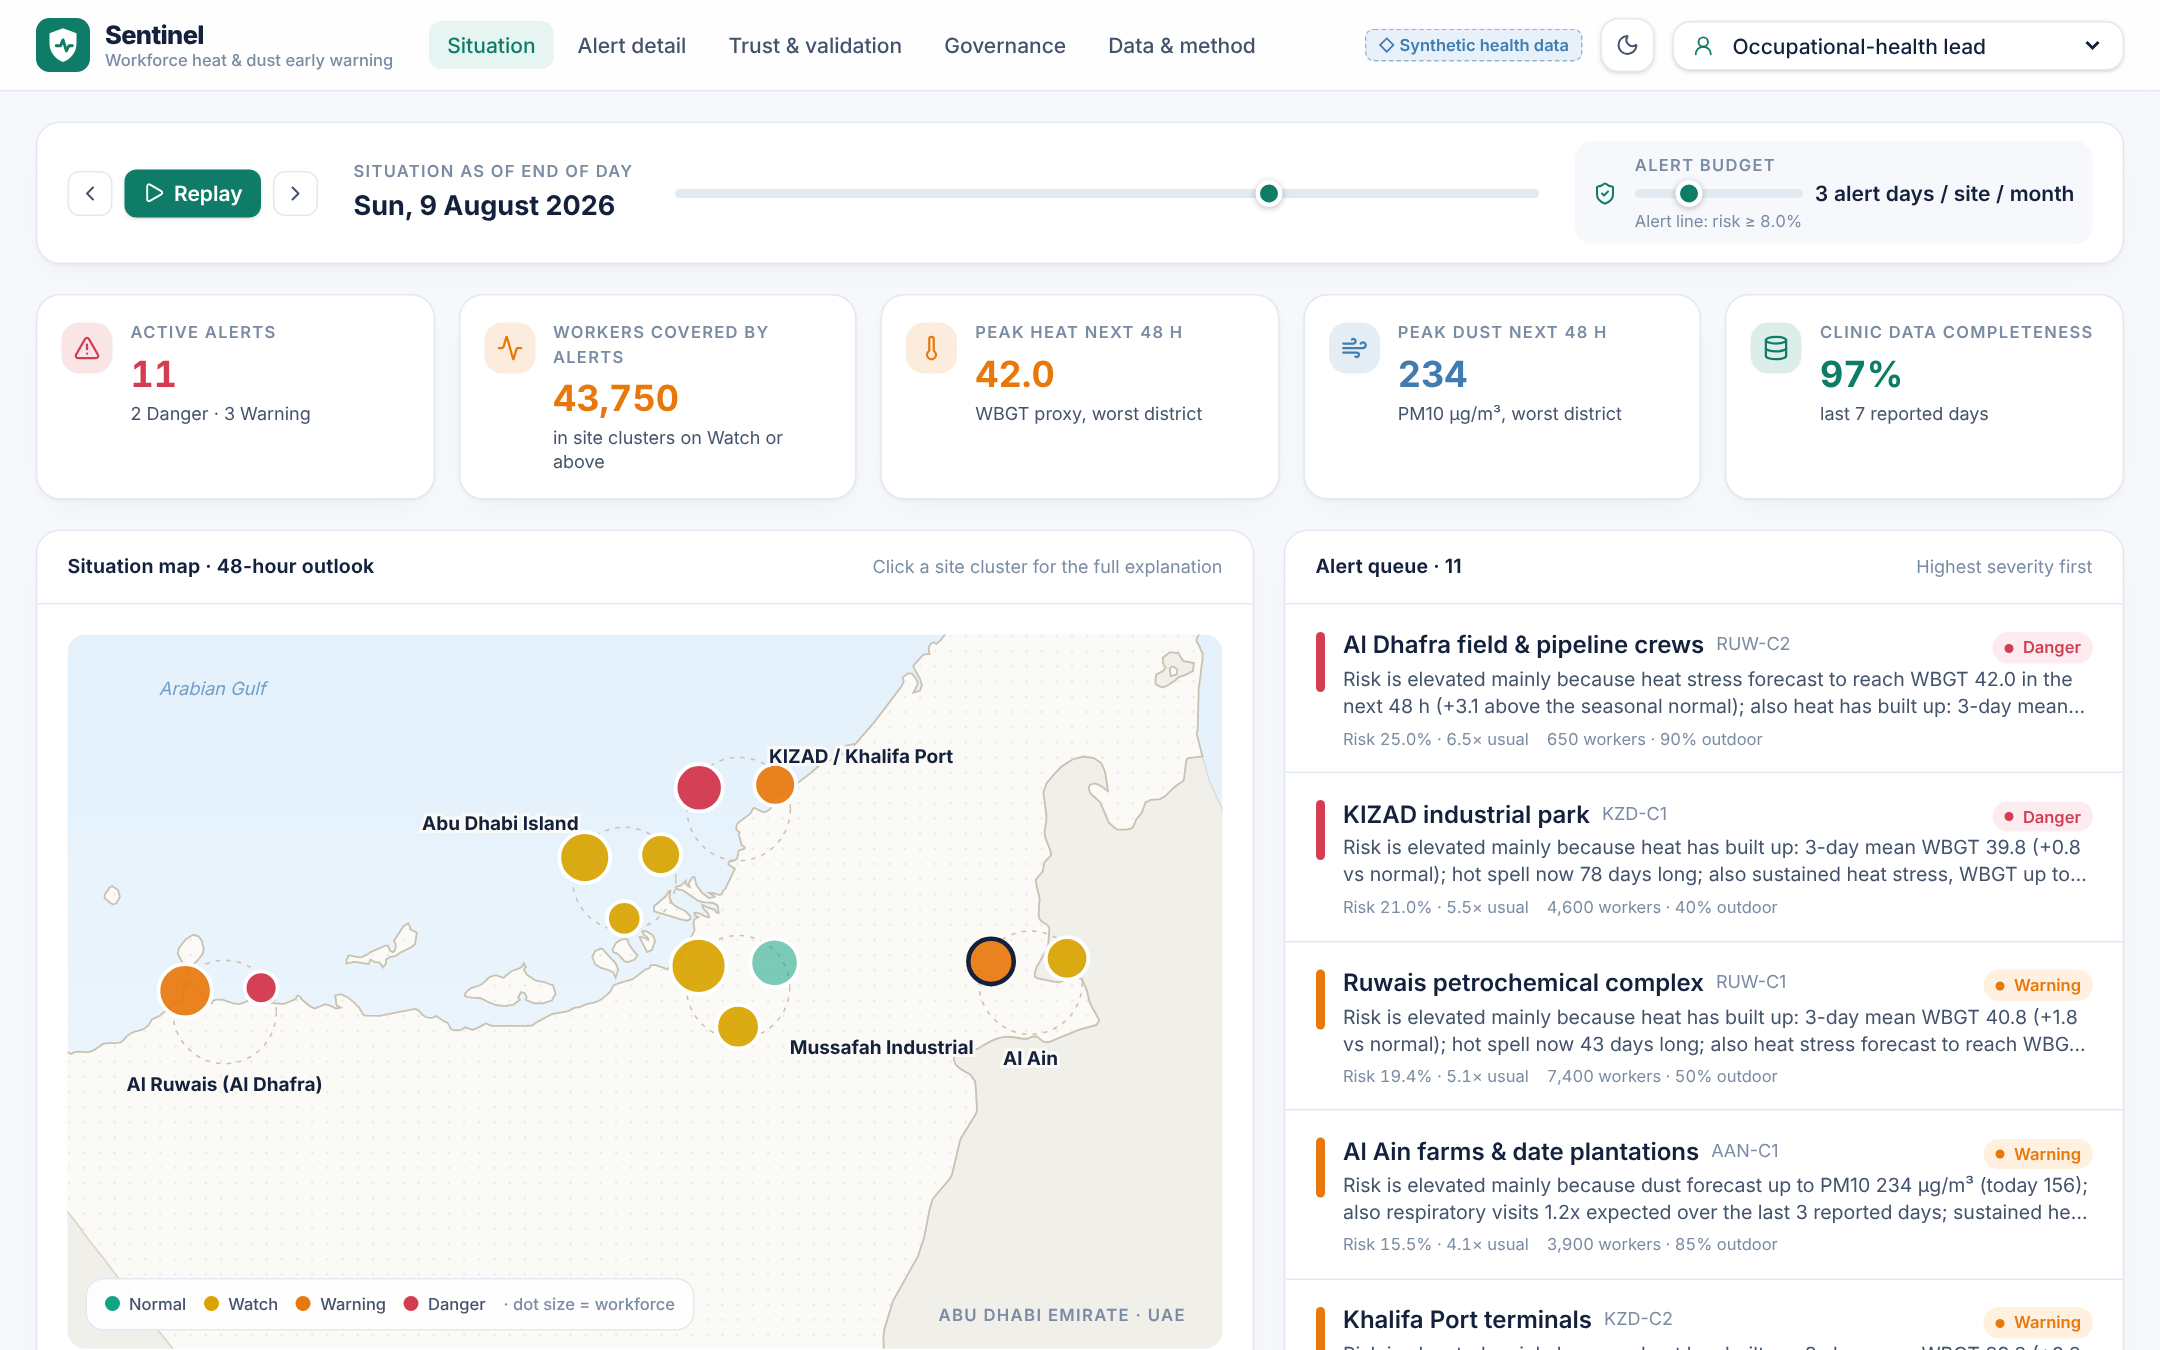 Sentinel
Workforce heat & dust early warning
Situation
Alert detail
Trust & validation
Governance
Data & method
Synthetic health data
Occupational-health lead
Replay
SITUATION AS OF END OF DAY
Sun, 9 August 2026
ALERT BUDGET
3 alert days / site / month
Alert line: risk ≥ 8.0%
ACTIVE ALERTS
11
2 Danger · 3 Warning
WORKERS COVERED BY
ALERTS
43,750
in site clusters on Watch or
above
PEAK HEAT NEXT 48 H
42.0
WBGT proxy, worst district
PEAK DUST NEXT 48 H
234
PM10 µg/m³, worst district
CLINIC DATA COMPLETENESS
97%
last 7 reported days
Situation map · 48-hour outlook
Click a site cluster for the full explanation
Arabian Gulf
KIZAD / Khalifa Port
Abu Dhabi Island
Mussafah Industrial
Al Ain
Al Ruwais (Al Dhafra)
Normal
Watch
Warning
Danger
· dot size = workforce
ABU DHABI EMIRATE · UAE
Alert queue · 11
Highest severity first
Al Dhafra field & pipeline crews RUW-C2
Danger
Risk is elevated mainly because heat stress forecast to reach WBGT 42.0 in the
next 48 h (+3.1 above the seasonal normal); also heat has built up: 3-day mean...
Risk 25.0% · 6.5× usual 650 workers · 90% outdoor
KIZAD industrial park KZD-C1
Danger
Risk is elevated mainly because heat has built up: 3-day mean WBGT 39.8 (+0.8
vs normal); hot spell now 78 days long; also sustained heat stress, WBGT up to...
Risk 21.0% · 5.5× usual 4,600 workers · 40% outdoor
Ruwais petrochemical complex RUW-C1
Warning
Risk is elevated mainly because heat has built up: 3-day mean WBGT 40.8 (+1.8
vs normal); hot spell now 43 days long; also heat stress forecast to reach WBG...
Risk 19.4% · 5.1× usual 7,400 workers · 50% outdoor
Al Ain farms & date plantations AAN-C1
Warning
Risk is elevated mainly because dust forecast up to PM10 234 µg/m³ (today 156);
also respiratory visits 1.2x expected over the last 3 reported days; sustained he...
Risk 15.5% · 4.1× usual 3,900 workers · 85% outdoor
Khalifa Port terminals KZD-C2
Warning